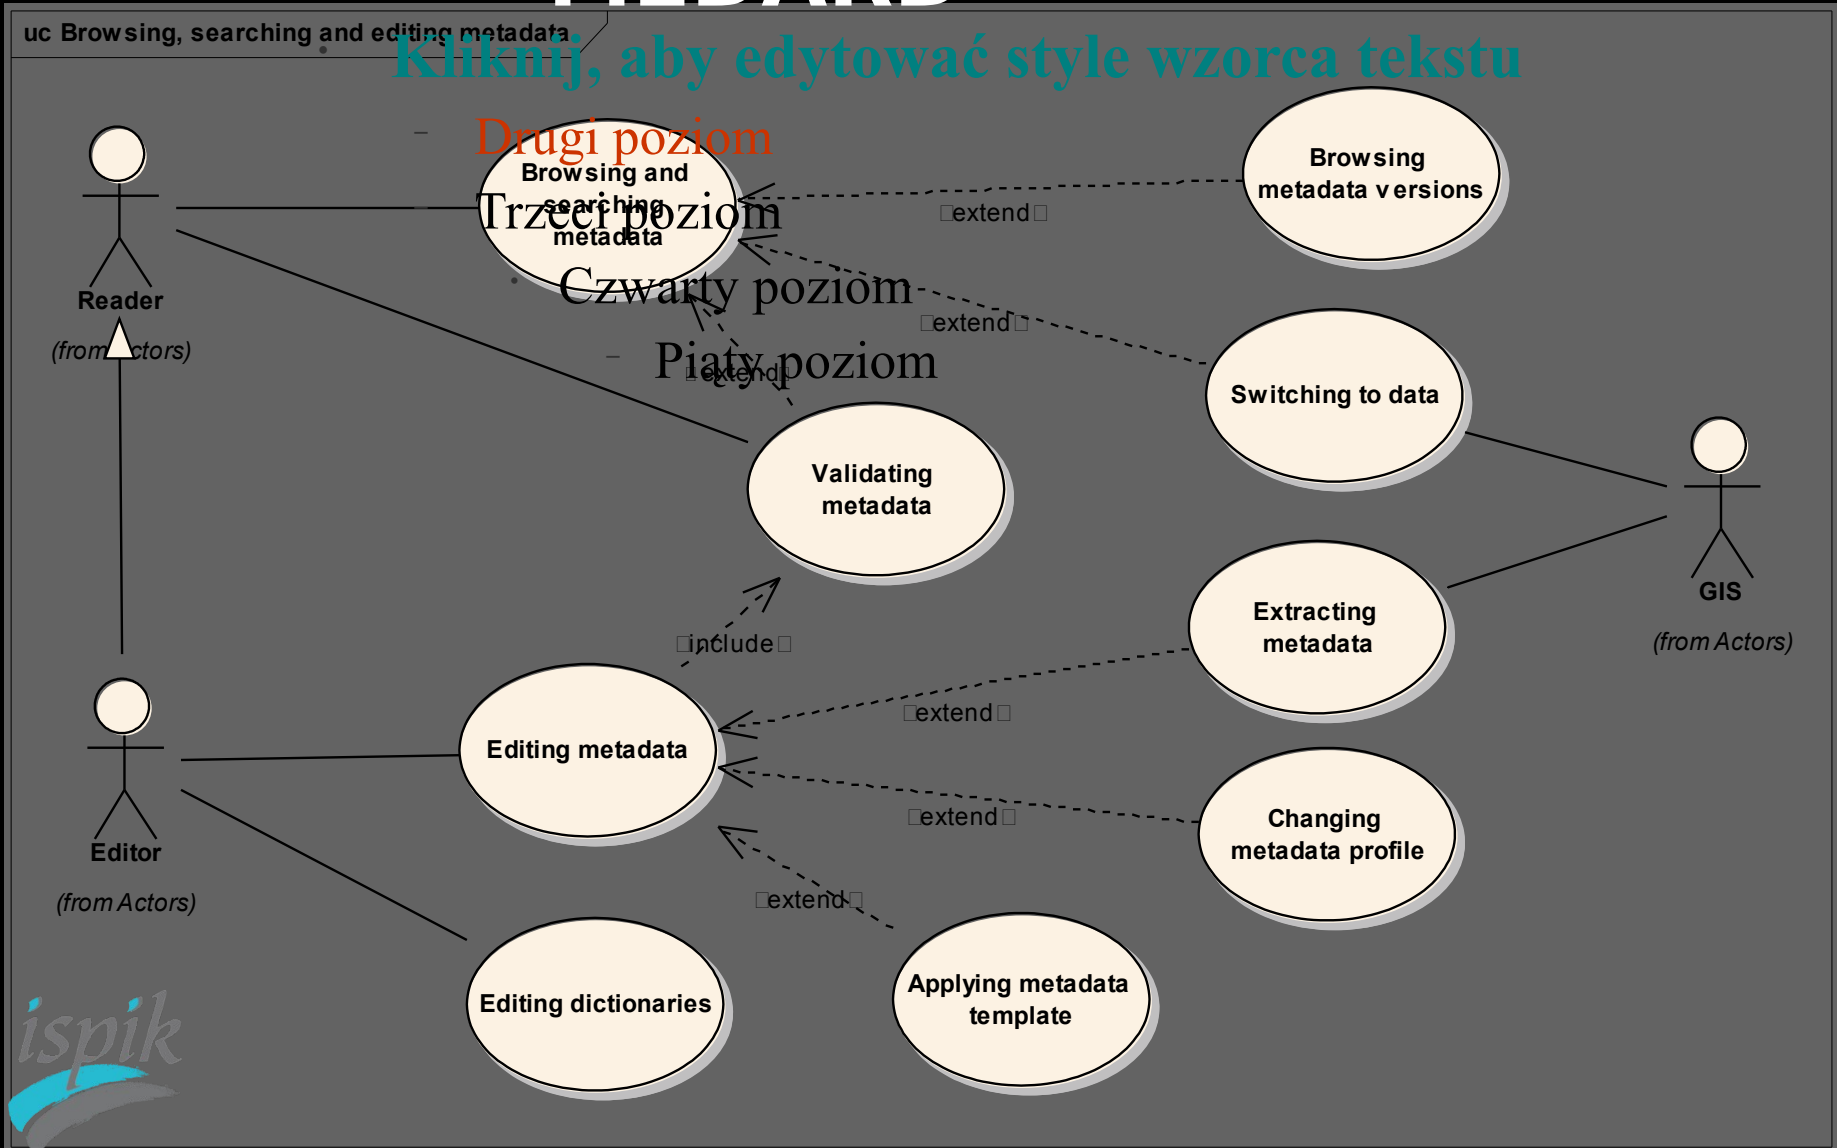 uc Browsing, searching and editing metadata
Kliknij, aby edytować style wzorca tekstu
Drugi poziom
Trzeci poziom
Czwarty poziom
Piąty poziom
Browsing and
searching
metadata
Browsing
metadata versions
extend
extend
extend
Reader
(from Actors)
Switching to data
Validating
metadata
GIS
(from Actors)
Extracting
metadata
include
extend
Editing metadata
extend
Changing
metadata profile
Editor
(from Actors)
extend
Editing dictionaries
Applying metadata
template
ispik